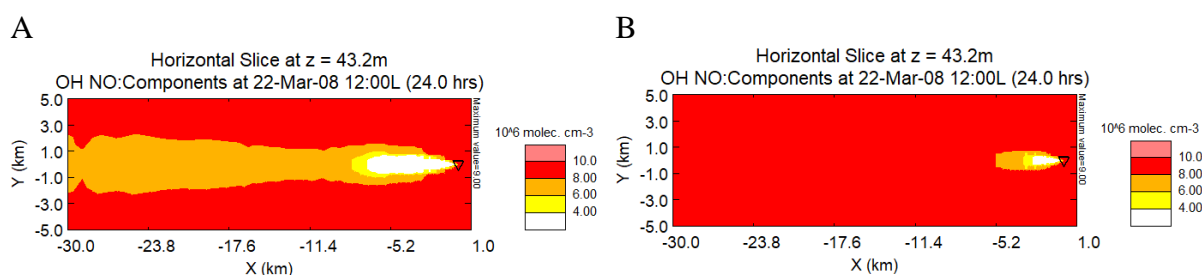 A
Horizontal Slice at z = 43.2m
OH NO:Components at 22-Mar-08 12:00L (24.0 hrs)
5.0
3.0
1.0
-1.0
-3.0
-5.0
Y (km)
-30.0 -23.8 -17.6 -11.4 -5.2 1.0
X (km)
Maximum value=9.00
10^6 molec. cm-3
10.0
8.00
6.00
4.00
B
Horizontal Slice at z = 43.2m
OH NO:Components at 22-Mar-08 12:00L (24.0 hrs)
5.0
3.0
1.0
-1.0
-3.0
-5.0
Y (km)
-30.0 -23.8 -17.6 -11.4 -5.2 1.0
X (km)
Maximum value=9.00
10^6 molec. cm-3
10.0
8.00
6.00
4.00